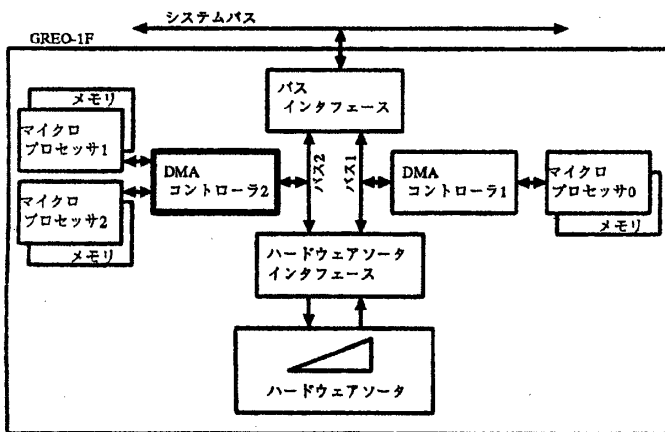 システムバス
GREO-1F
メモリ
マイクロ
プロセッサ1
マイクロ
プロセッサ2
メモリ
DMA
コントローラ2
バス
インタフェース
バス2
バス1
DMA
コントローラ1
マイクロ
プロセッサ0
メモリ
ハードウェアソータ
インタフェース
ハードウェアソータ